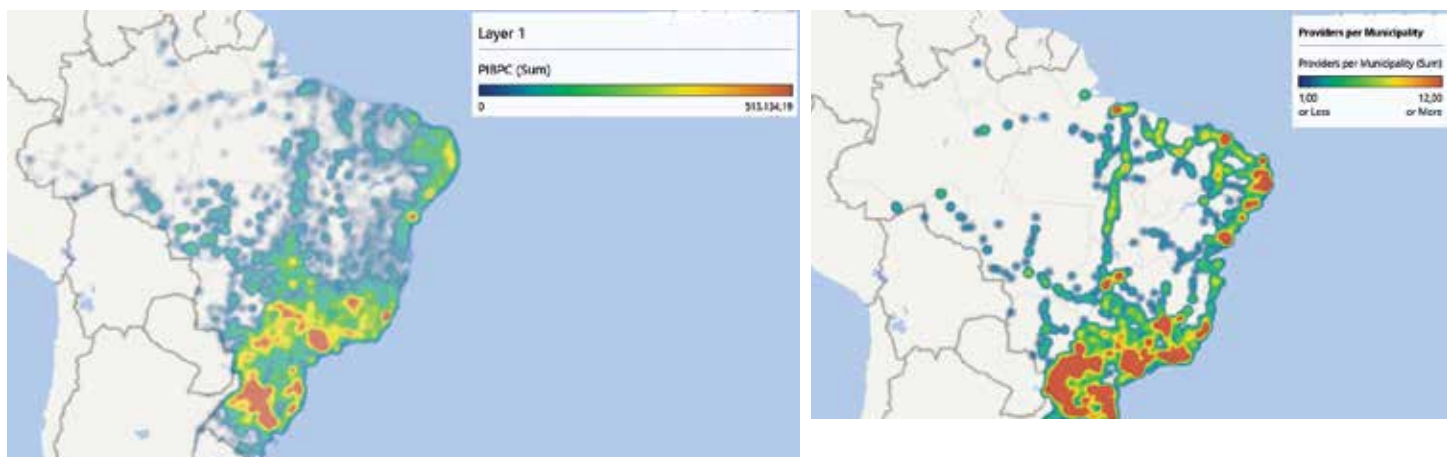 Layer 1
PIBPC (Sum)
0
513.134,19
Providers per Municipality
Providers per Municipality (Sum)
1,00
or Less
12,00
or More